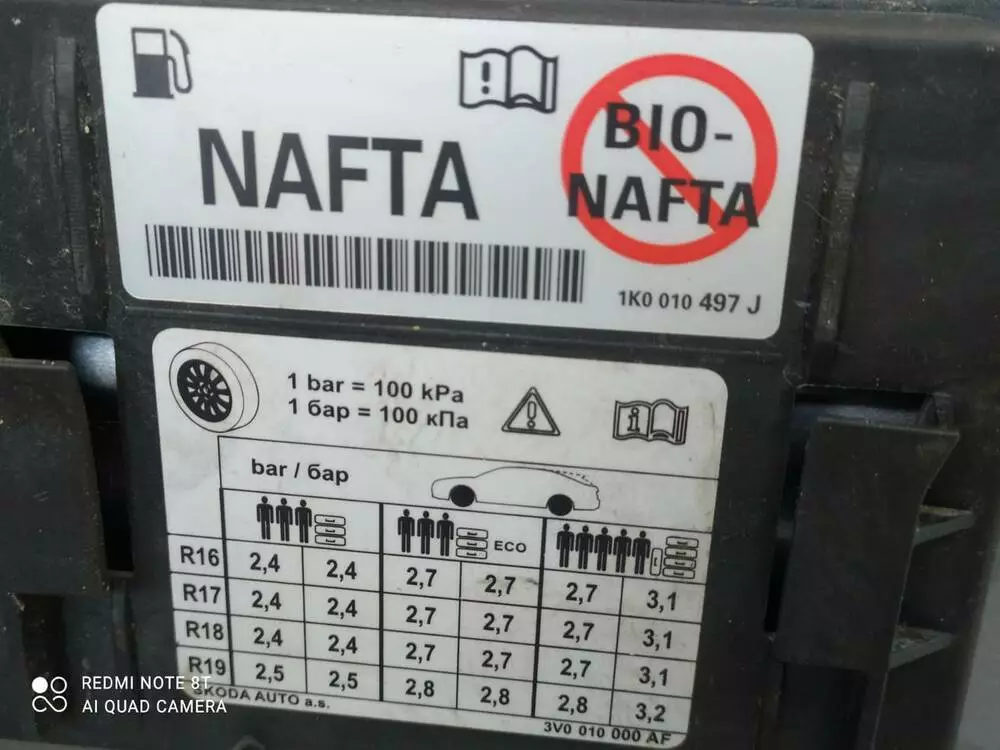 NAFTA
BIO-
NAFTA
1K0 010 497 J
1 bar = 100 kPa
1 бар = 100 кПа
bar / бар
ECO
R16 2,4 2,4 2,7 2,7 2,7 3,1
R17 2,4 2,4 2,7 2,7 2,7 3,1
R18 2,4 2,4 2,7 2,7 2,7 3,1
R19 2,5 2,5 2,8 2,8 2,8 3,2
ŠKODA AUTO a.s.
3V0 010 000 AF
REDMI NOTE 8T
AI QUAD CAMERA